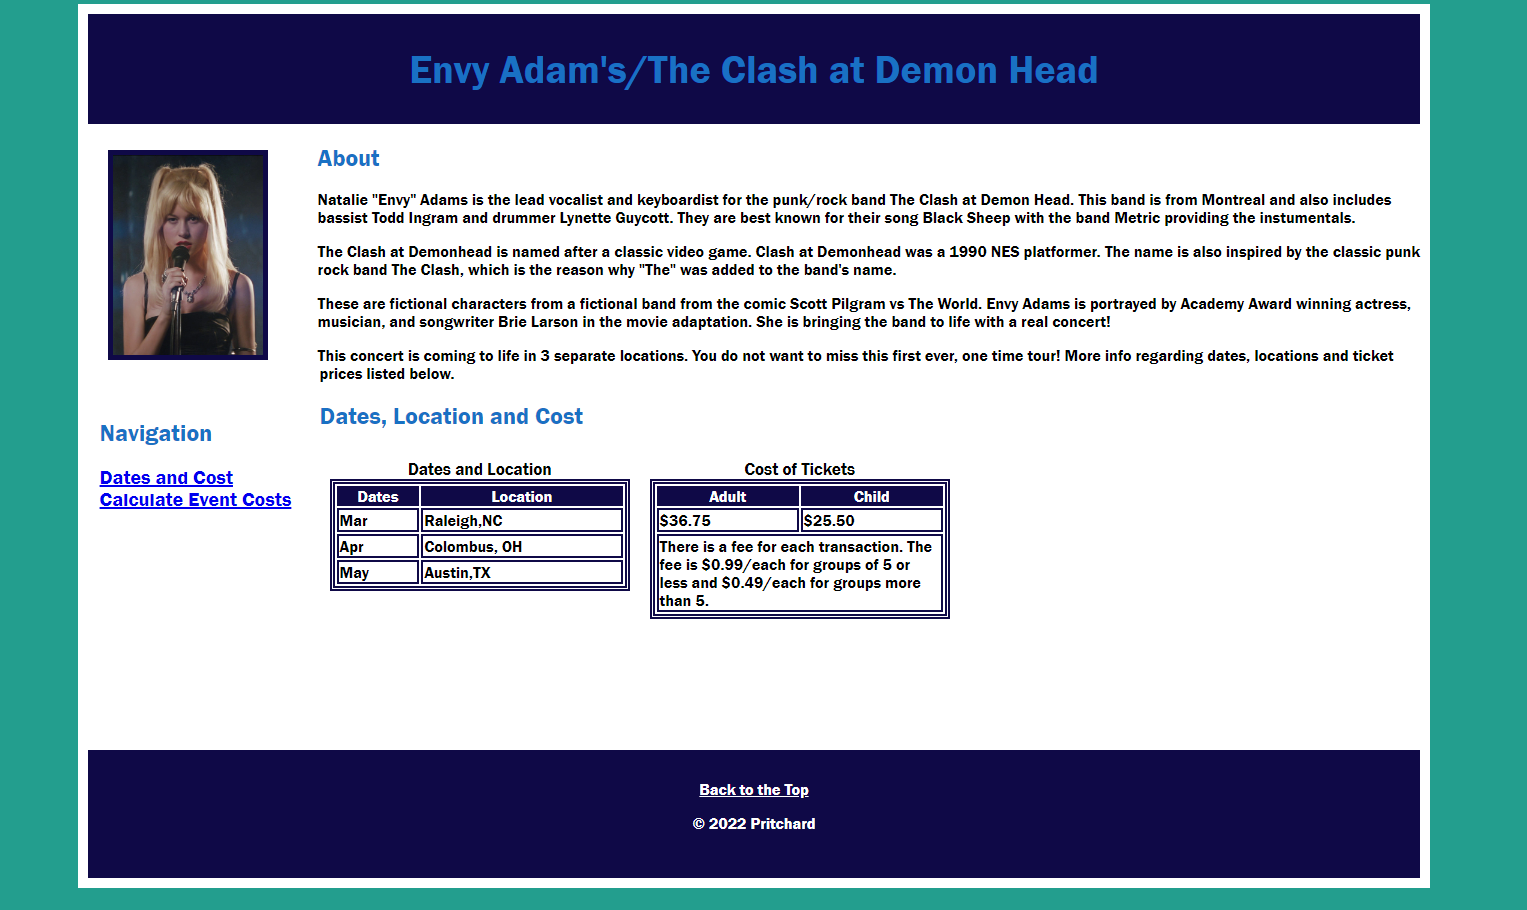 Envy Adam's/The Clash at Demon Head
About
Natalie "Envy" Adams is the lead vocalist and keyboardist for the punk/rock band The Clash at Demon Head. This band is from Montreal and also includes
bassist Todd Ingram and drummer Lynette Guycott. They are best known for their song Black Sheep with the band Metric providing the instumentals.
The Clash at Demonhead is named after a classic video game. Clash at Demonhead was a 1990 NES platformer. The name is also inspired by the classic punk
rock band The Clash, which is the reason why "The" was added to the band's name.
These are fictional characters from a fictional band from the comic Scott Pilgram vs The World. Envy Adams is portrayed by Academy Award winning actress,
musician, and songwriter Brie Larson in the movie adaptation. She is bringing the band to life with a real concert!
This concert is coming to life in 3 separate locations. You do not want to miss this first ever, one time tour! More info regarding dates, locations and ticket
prices listed below.
Navigation
Dates and Cost
Calculate Event Costs
Dates, Location and Cost
Dates and Location
Dates Location
Mar Raleigh,NC
Apr Colombus, OH
May Austin,TX
Cost of Tickets
Adult Child
$36.75 $25.50
There is a fee for each transaction. The
fee is $0.99/each for groups of 5 or
less and $0.49/each for groups more
than 5.
Back to the Top
© 2022 Pritchard